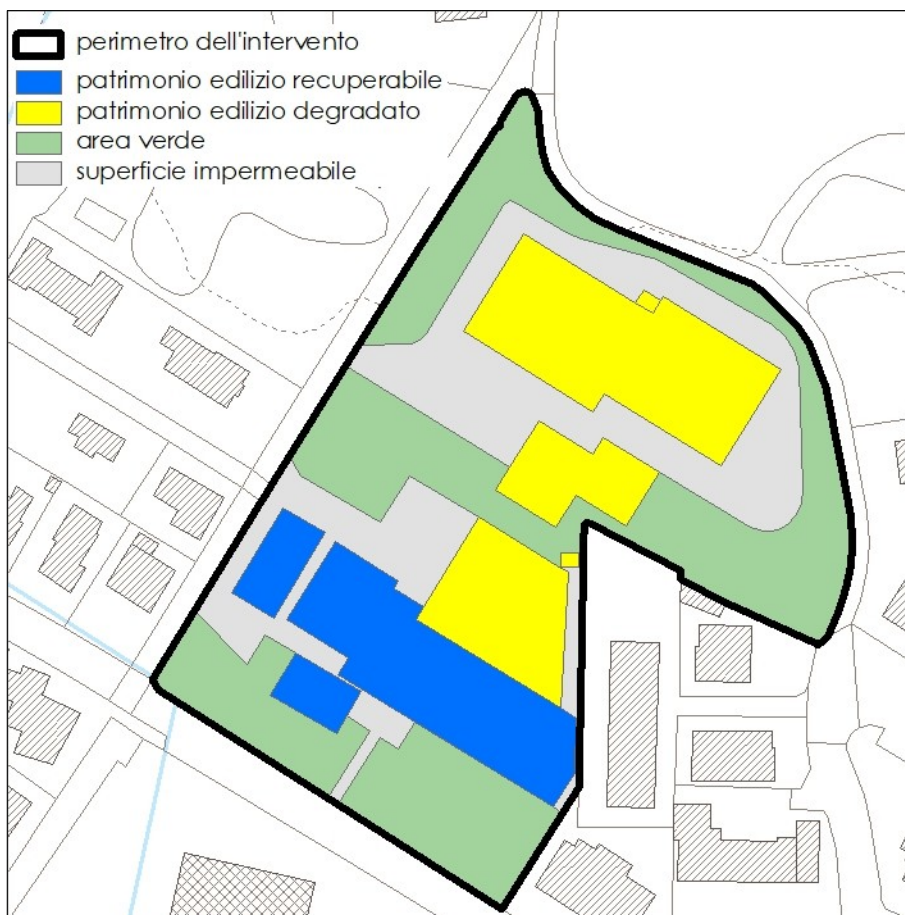 perimetro dell'intervento
patrimonio edilizio recuperabile
patrimonio edilizio degradato
area verde
superficie impermeabile